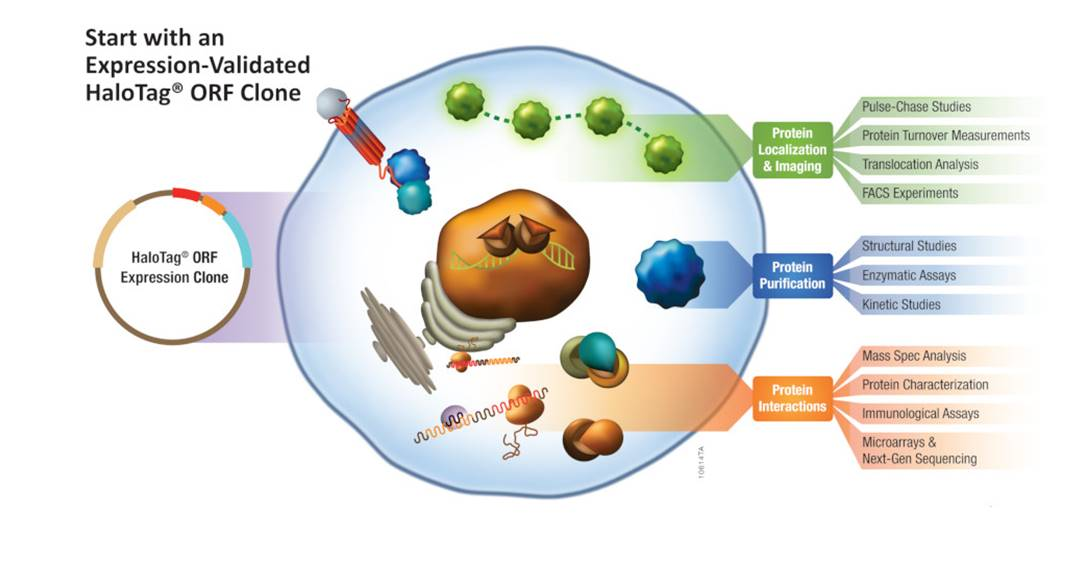 Start with an
Expression-Validated
HaloTag® ORF Clone
HaloTag® ORF
Expression Clone
Protein
Localization
& Imaging
Pulse-Chase Studies
Protein Turnover Measurements
Translocation Analysis
FACS Experiments
Protein
Purification
Structural Studies
Enzymatic Assays
Kinetic Studies
Protein
Interactions
Mass Spec Analysis
Protein Characterization
Immunological Assays
Microarrays &
Next-Gen Sequencing
10614TA